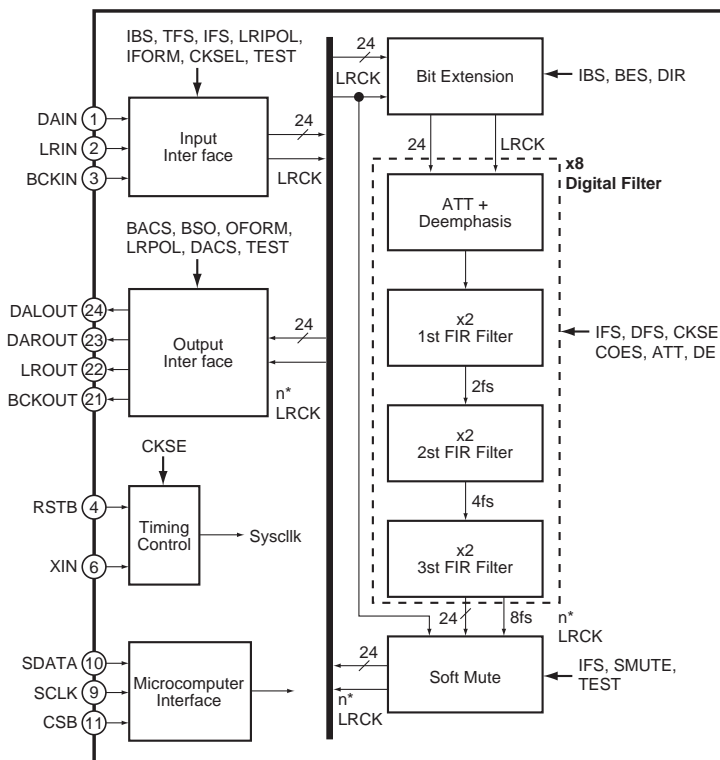 IBS, TFS, IFS, LRIPOL,
IFORM, CKSEL, TEST
DAIN 1
LRIN 2
BCKIN 3
Input
Inter face
24
LRCK
24
LRCK
Bit Extension
IBS, BES, DIR
24
LRCK
x8
Digital Filter
ATT +
Deemphasis
x2
1st FIR Filter
IFS, DFS, CKSE
COES, ATT, DE
2fs
x2
2st FIR Filter
4fs
x2
3st FIR Filter
24
8fs
n*
LRCK
BACS, BSO, OFORM,
LRPOL, DACS, TEST
DALOUT 24
DAROUT 23
LROUT 22
BCKOUT 21
Output
Inter face
24
n*
LRCK
CKSE
RSTB 4
XIN 6
Timing
Control
Syscllk
SDATA 10
SCLK 9
CSB 11
Microcomputer
Interface
24
n*
LRCK
Soft Mute
IFS, SMUTE,
TEST